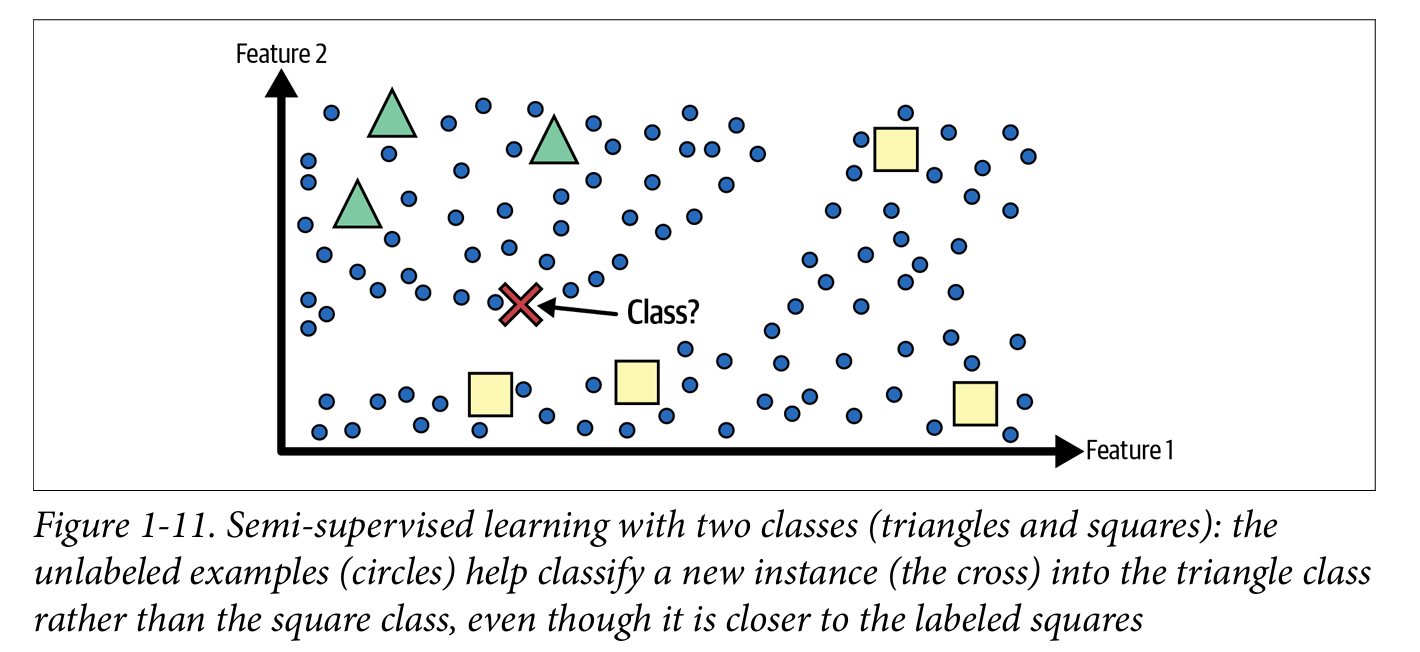 Feature 2
Class?
Feature 1
Figure 1-11. Semi-supervised learning with two classes (triangles and squares): the
unlabeled examples (circles) help classify a new instance (the cross) into the triangle class
rather than the square class, even though it is closer to the labeled squares